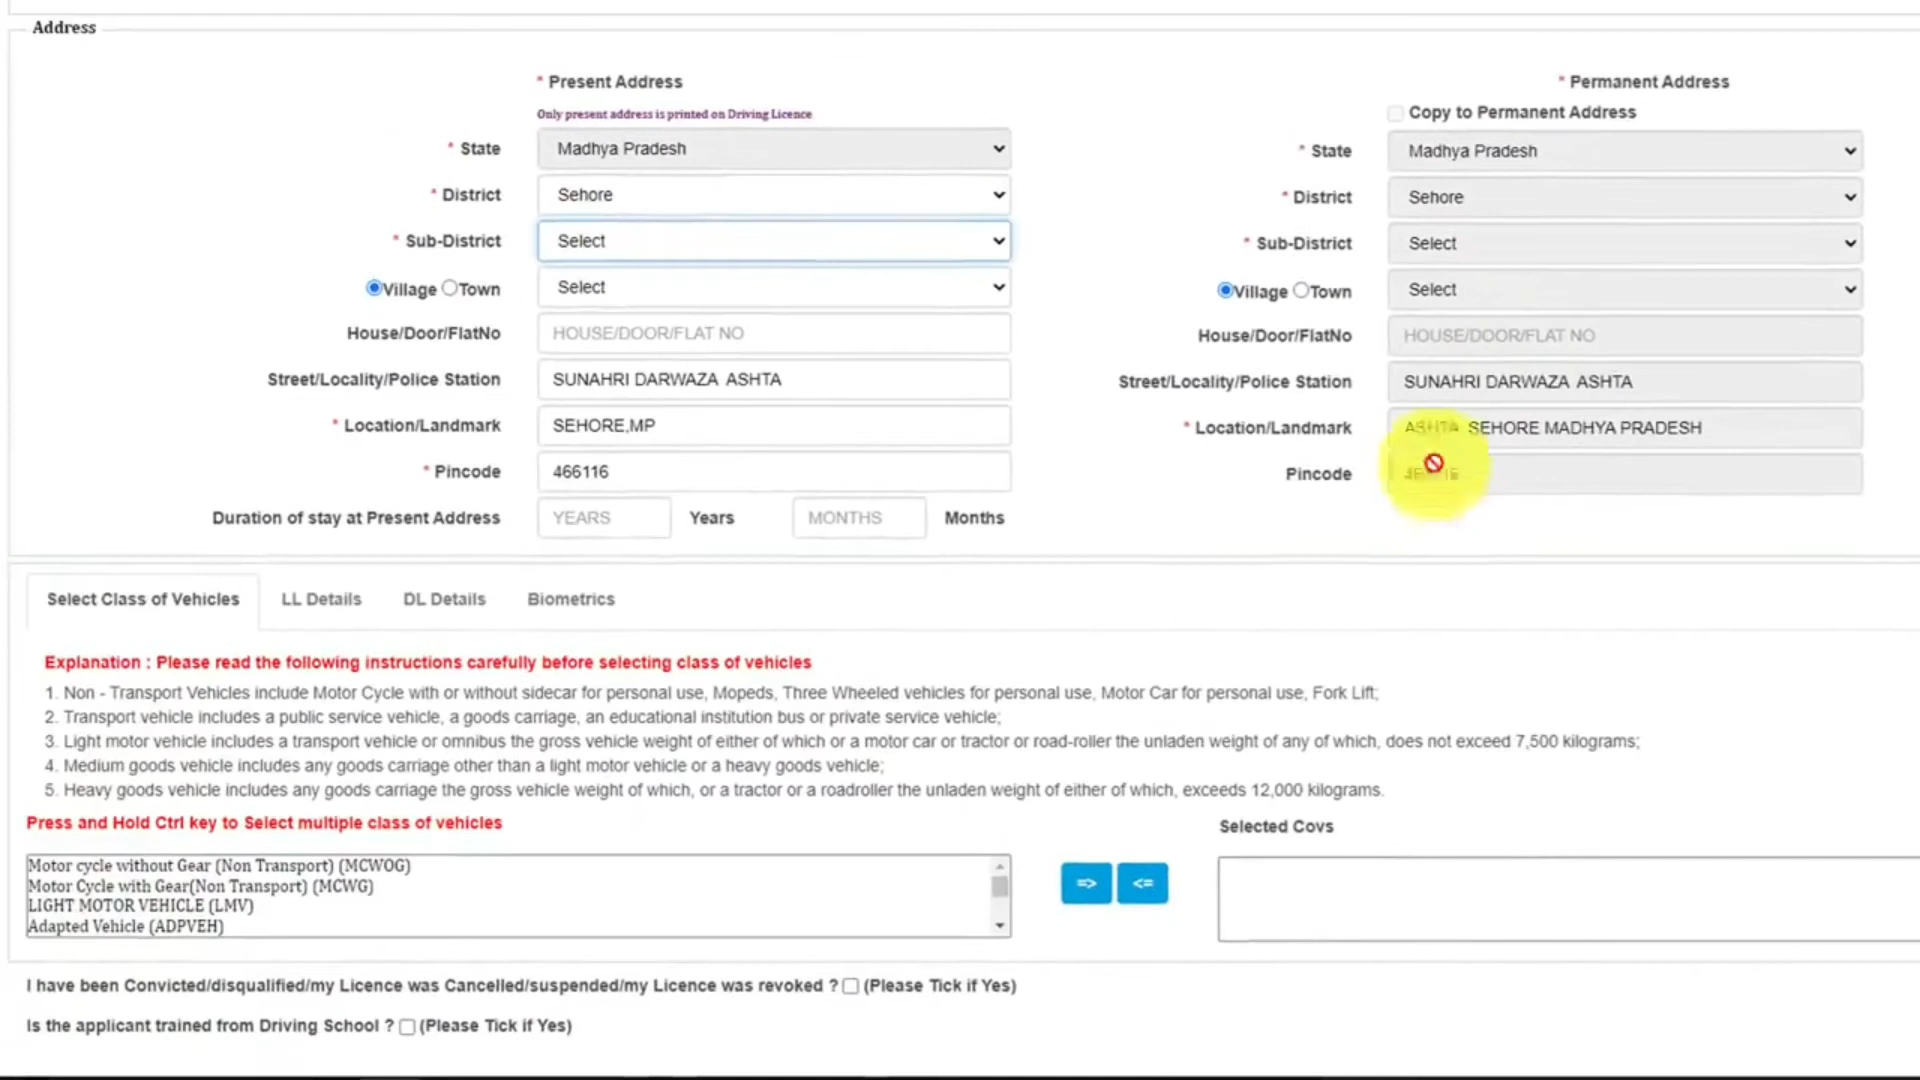 Address
* Present Address
* Permanent Address
Only present address is printed on Driving Licence
Copy to Permanent Address
* State Madhya Pradesh
* State Madhya Pradesh
* District Sehore
* District Sehore
* Sub-District Select
* Sub-District Select
Village Town Select
Village Town Select
House/Door/FlatNo HOUSE/DOOR/FLAT NO
House/Door/FlatNo HOUSE/DOOR/FLAT NO
Street/Locality/Police Station SUNAHRI DARWAZA ASHTA
Street/Locality/Police Station SUNAHRI DARWAZA ASHTA
* Location/Landmark SEHORE,MP
* Location/Landmark ASHTA SEHORE MADHYA PRADESH
* Pincode 466116
Pincode
Duration of stay at Present Address YEARS Years MONTHS Months
Select Class of Vehicles LL Details DL Details Biometrics
Explanation : Please read the following instructions carefully before selecting class of vehicles
1. Non - Transport Vehicles include Motor Cycle with or without sidecar for personal use, Mopeds, Three Wheeled vehicles for personal use, Motor Car for personal use, Fork Lift;
2. Transport vehicle includes a public service vehicle, a goods carriage, an educational institution bus or private service vehicle;
3. Light motor vehicle includes a transport vehicle or omnibus the gross vehicle weight of either of which or a motor car or tractor or road-roller the unladen weight of any of which, does not exceed 7,500 kilograms;
4. Medium goods vehicle includes any goods carriage other than a light motor vehicle or a heavy goods vehicle;
5. Heavy goods vehicle includes any goods carriage the gross vehicle weight of which, or a tractor or a roadroller the unladen weight of either of which, exceeds 12,000 kilograms.
Press and Hold Ctrl key to Select multiple class of vehicles
Selected Covs
Motor cycle without Gear (Non Transport) (MCWOG)
Motor Cycle with Gear(Non Transport) (MCWG)
LIGHT MOTOR VEHICLE (LMV)
Adapted Vehicle (ADPVEH)
=> <=
I have been Convicted/disqualified/my Licence was Cancelled/suspended/my Licence was revoked ? (Please Tick if Yes)
Is the applicant trained from Driving School ? (Please Tick if Yes)